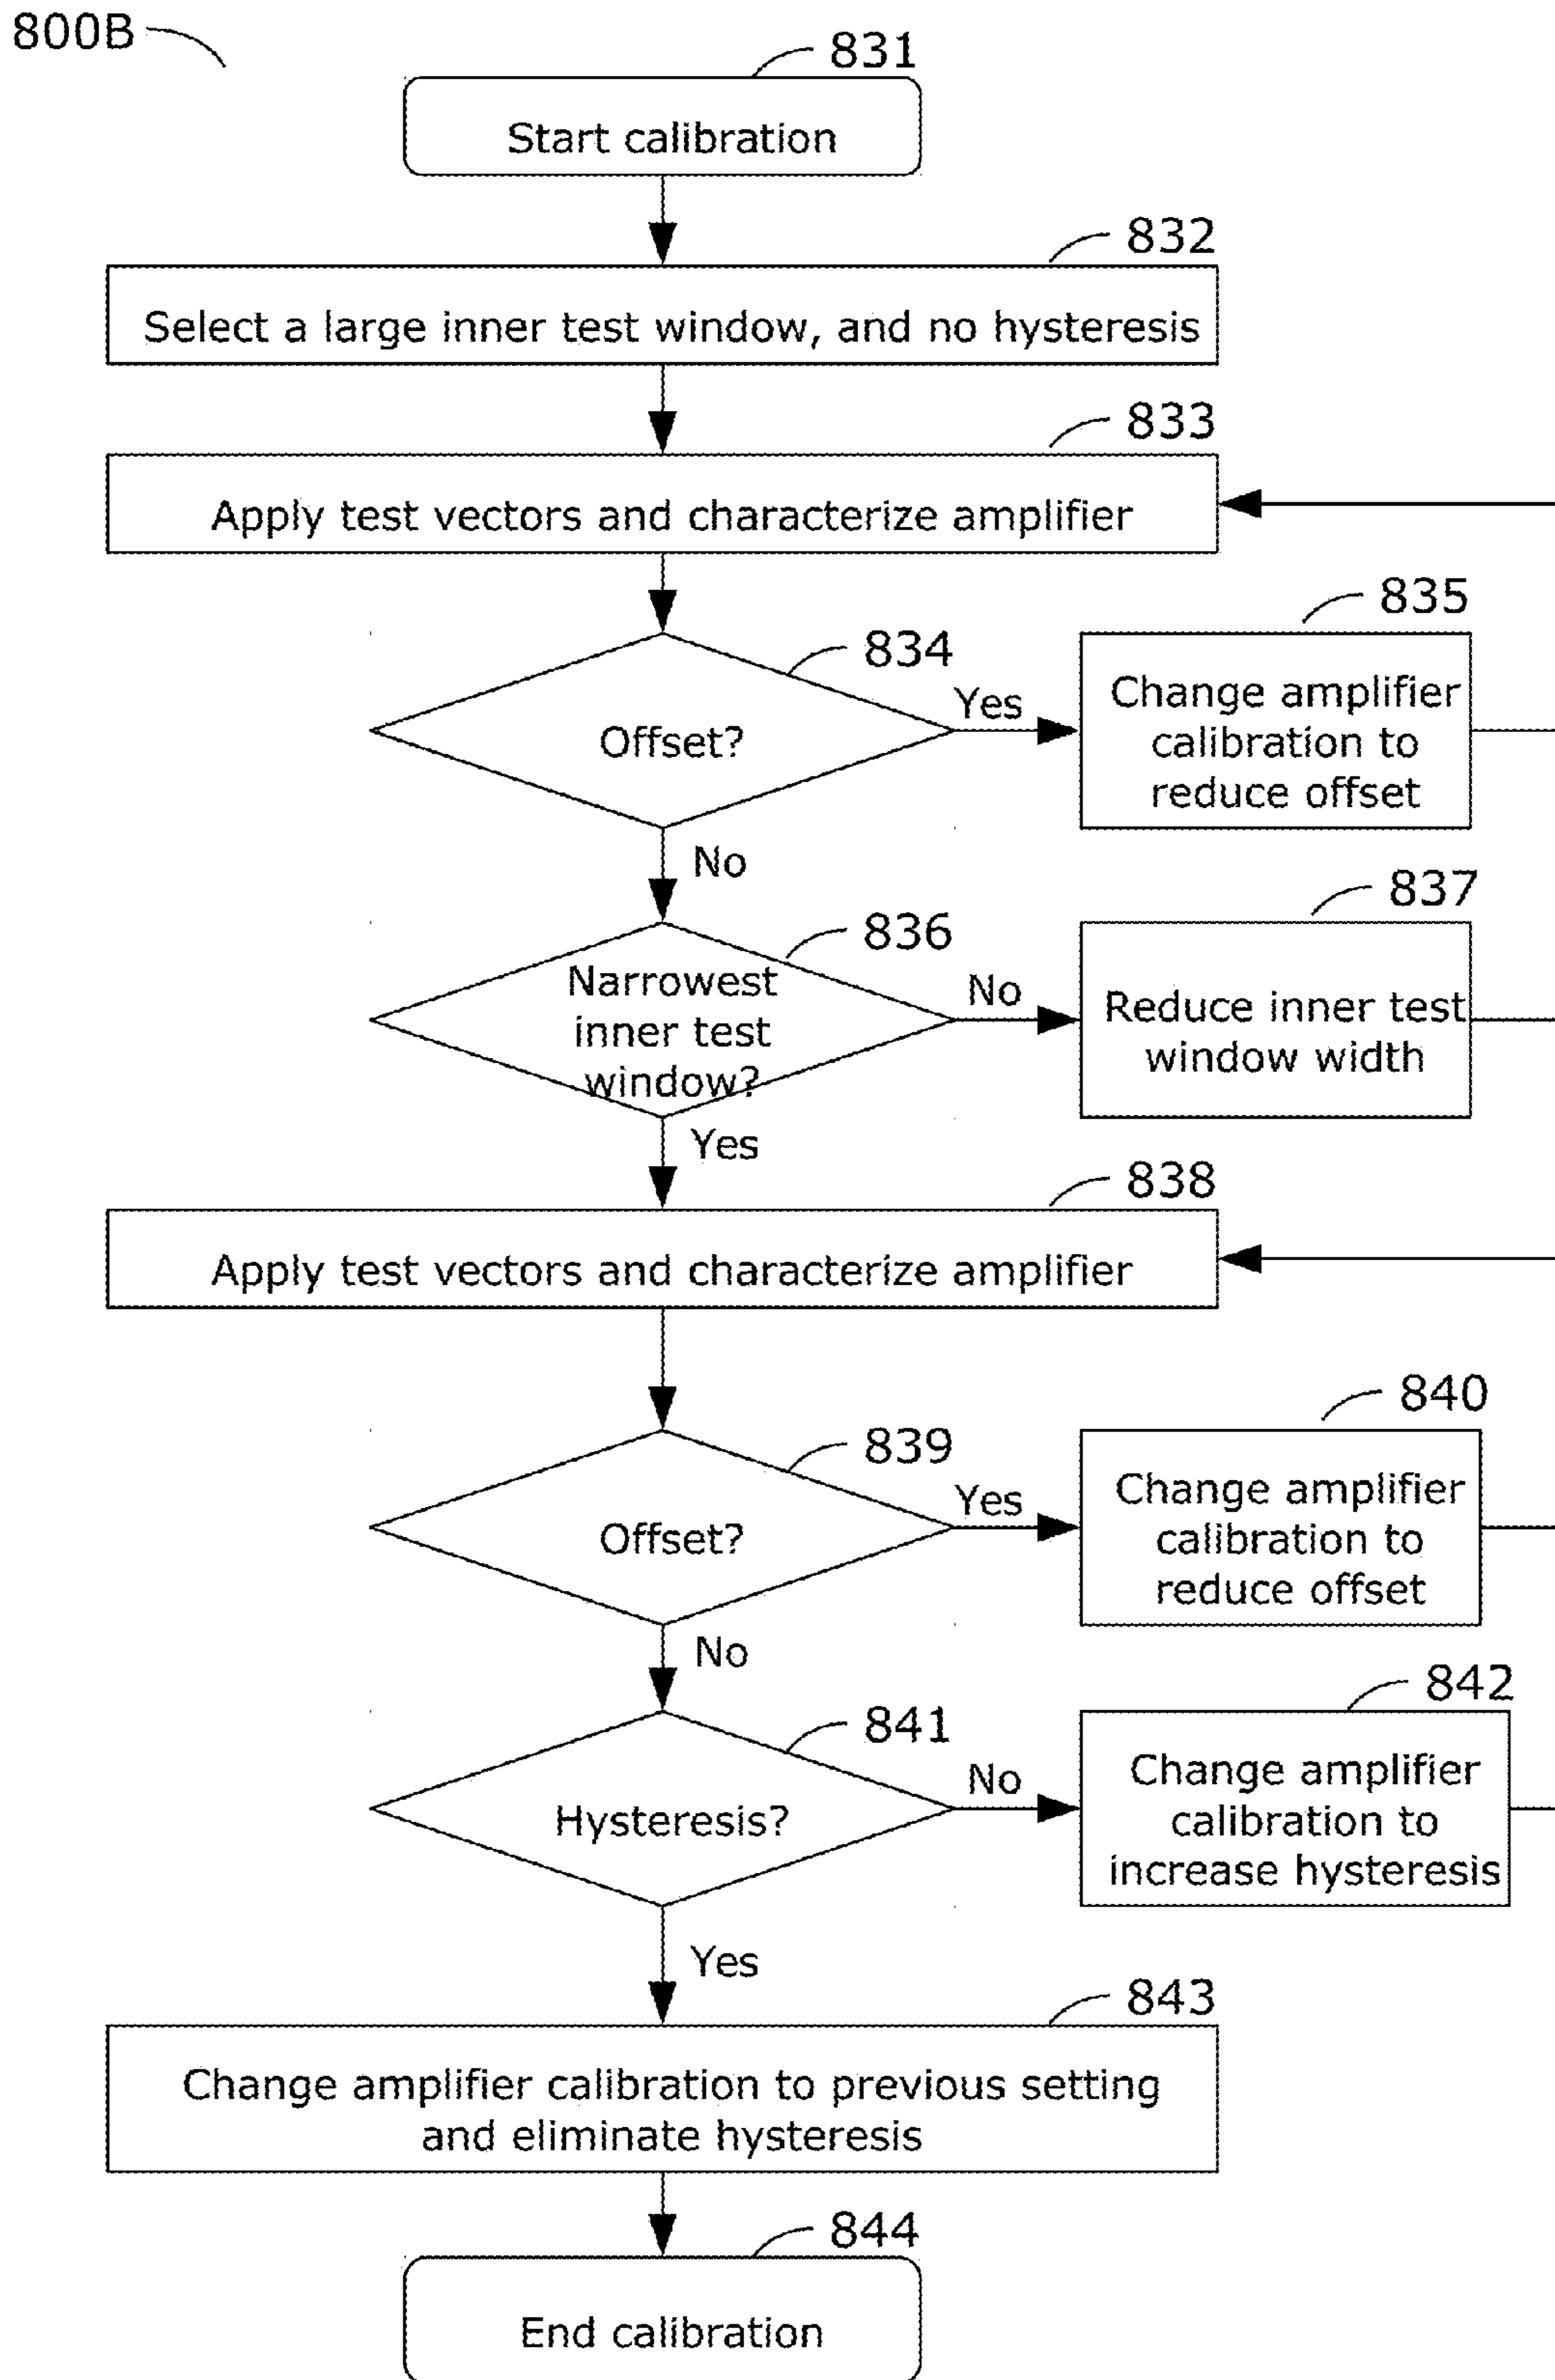 800B
831
Start calibration
832
Select a large inner test window, and no hysteresis
833
Apply test vectors and characterize amplifier
834
Offset?
Yes
835
Change amplifier
calibration to
reduce offset
No
836
Narrowest
inner test
window?
No
837
Reduce inner test
window width
Yes
838
Apply test vectors and characterize amplifier
839
Offset?
Yes
840
Change amplifier
calibration to
reduce offset
No
841
Hysteresis?
No
842
Change amplifier
calibration to
increase hysteresis
Yes
843
Change amplifier calibration to previous setting
and eliminate hysteresis
844
End calibration